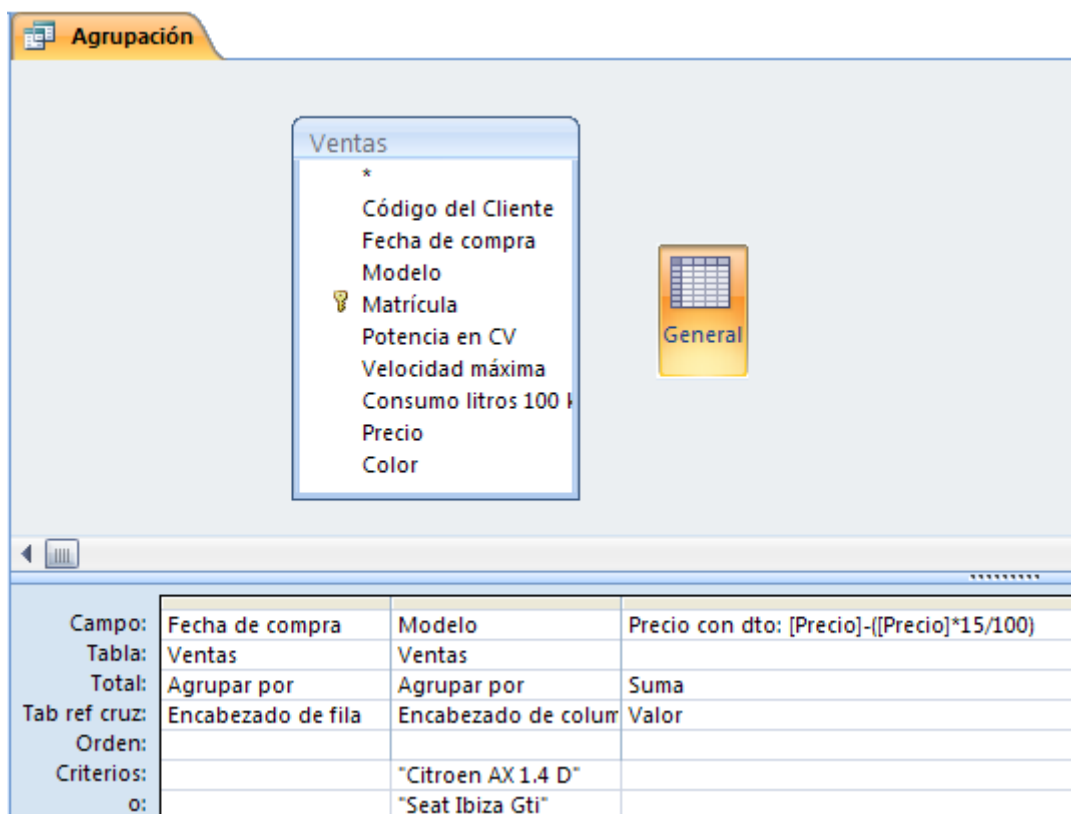 Agrupación
Ventas
*
Código del Cliente
Fecha de compra
Modelo
Matrícula
Potencia en CV
Velocidad máxima
Consumo litros 100 k
Precio
Color
General
Campo: Fecha de compra Modelo Precio con dto: [Precio]-([Precio]*15/100)
Tabla: Ventas Ventas
Total: Agrupar por Agrupar por Suma
Tab ref cruz: Encabezado de fila Encabezado de colum Valor
Orden:
Criterios: "Citroen AX 1.4 D"
o: "Seat Ibiza Gti"